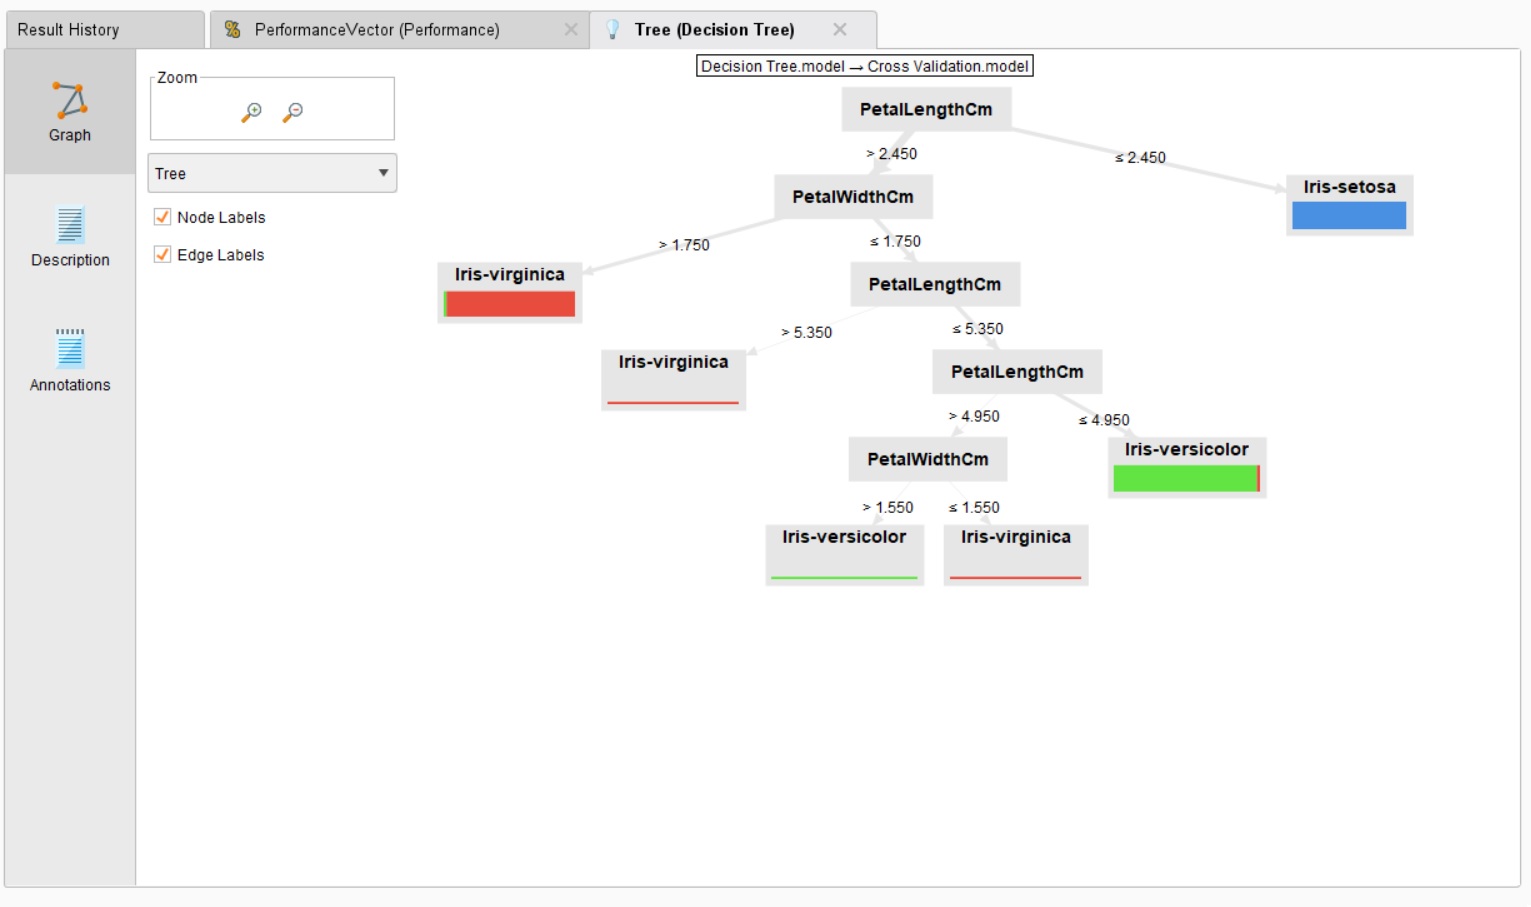 Result History
PerformanceVector (Performance)
Tree (Decision Tree)
Graph
Description
Annotations
Zoom
Tree
Node Labels
Edge Labels
Decision Tree.model → Cross Validation.model
PetalLengthCm
> 2.450
≤ 2.450
PetalWidthCm
Iris-setosa
> 1.750
≤ 1.750
Iris-virginica
PetalLengthCm
> 5.350
≤ 5.350
Iris-virginica
PetalLengthCm
> 4.950
≤ 4.950
PetalWidthCm
Iris-versicolor
> 1.550
≤ 1.550
Iris-versicolor
Iris-virginica